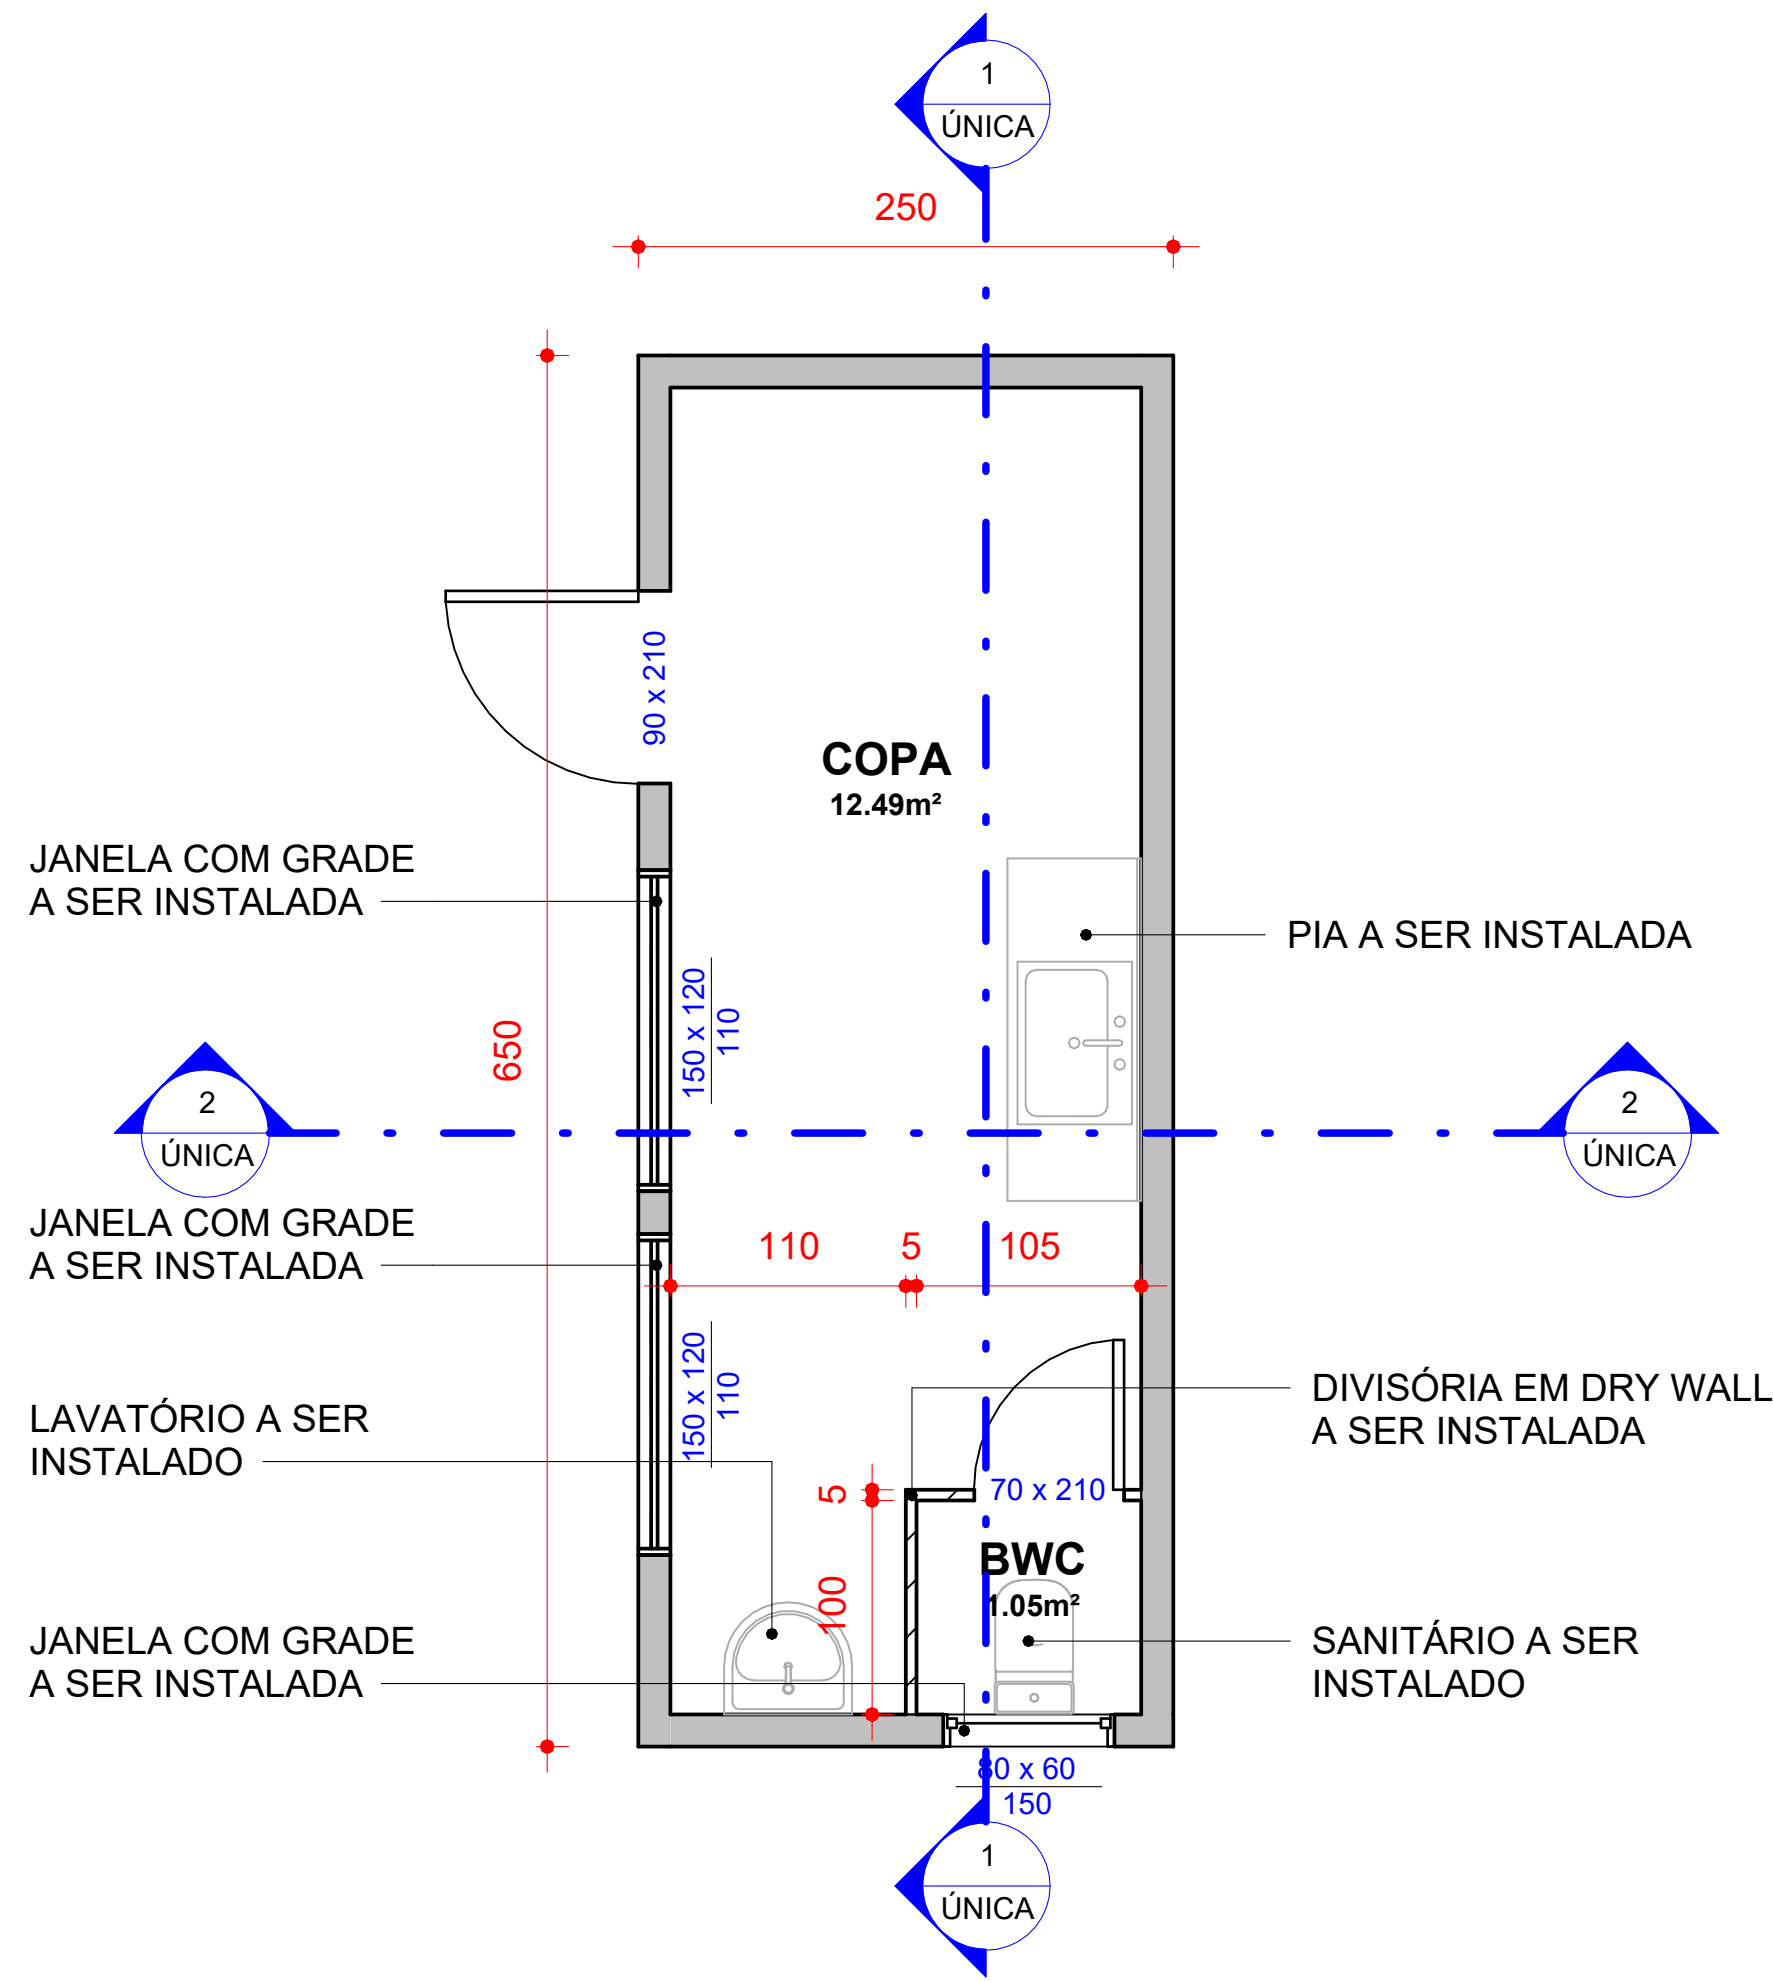 1
ÚNICA
250
90 x 210
COPA
12.49m²
JANELA COM GRADE
A SER INSTALADA
PIA A SER INSTALADA
150 x 120
110
650
2
ÚNICA
2
ÚNICA
JANELA COM GRADE
A SER INSTALADA
110
5
105
150 x 120
110
LAVATÓRIO A SER
INSTALADO
DIVISÓRIA EM DRY WALL
A SER INSTALADA
5
70 x 210
BWC
1.05m²
100
JANELA COM GRADE
A SER INSTALADA
SANITÁRIO A SER
INSTALADO
80 x 60
150
1
ÚNICA